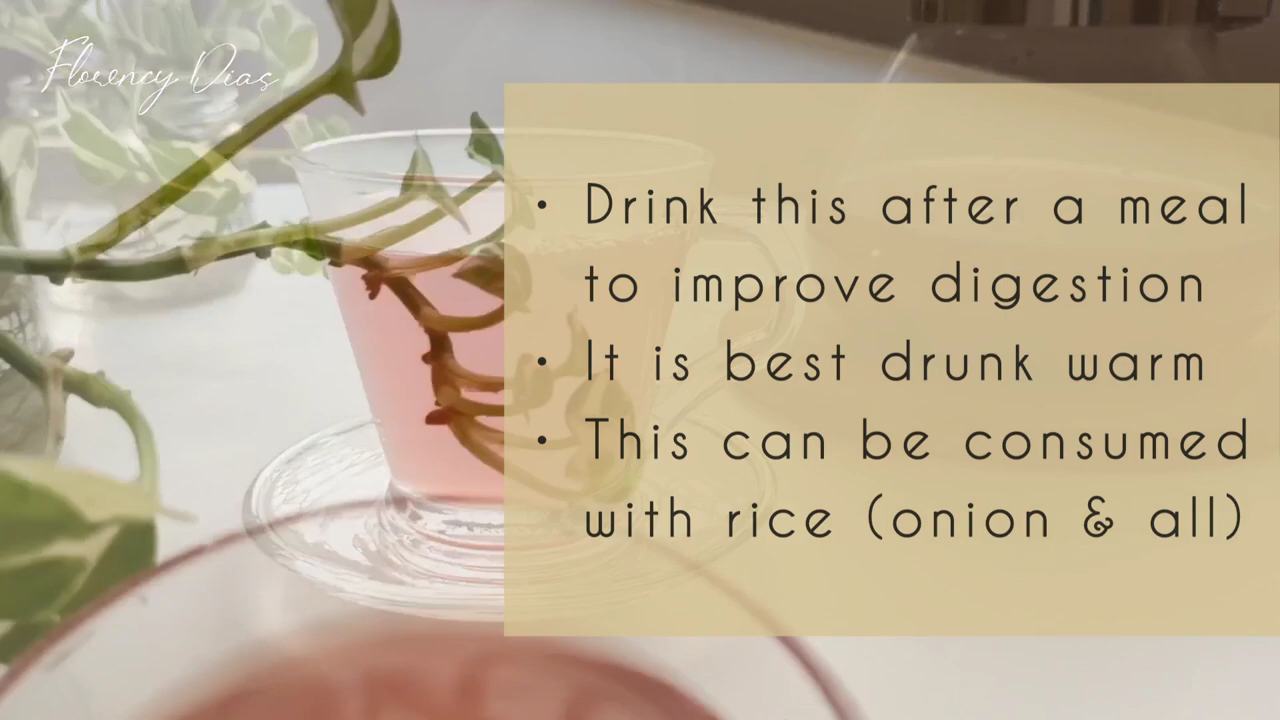 Florency Dias
• Drink this after a meal
to improve digestion
• It is best drunk warm
• This can be consumed
with rice (onion & all)